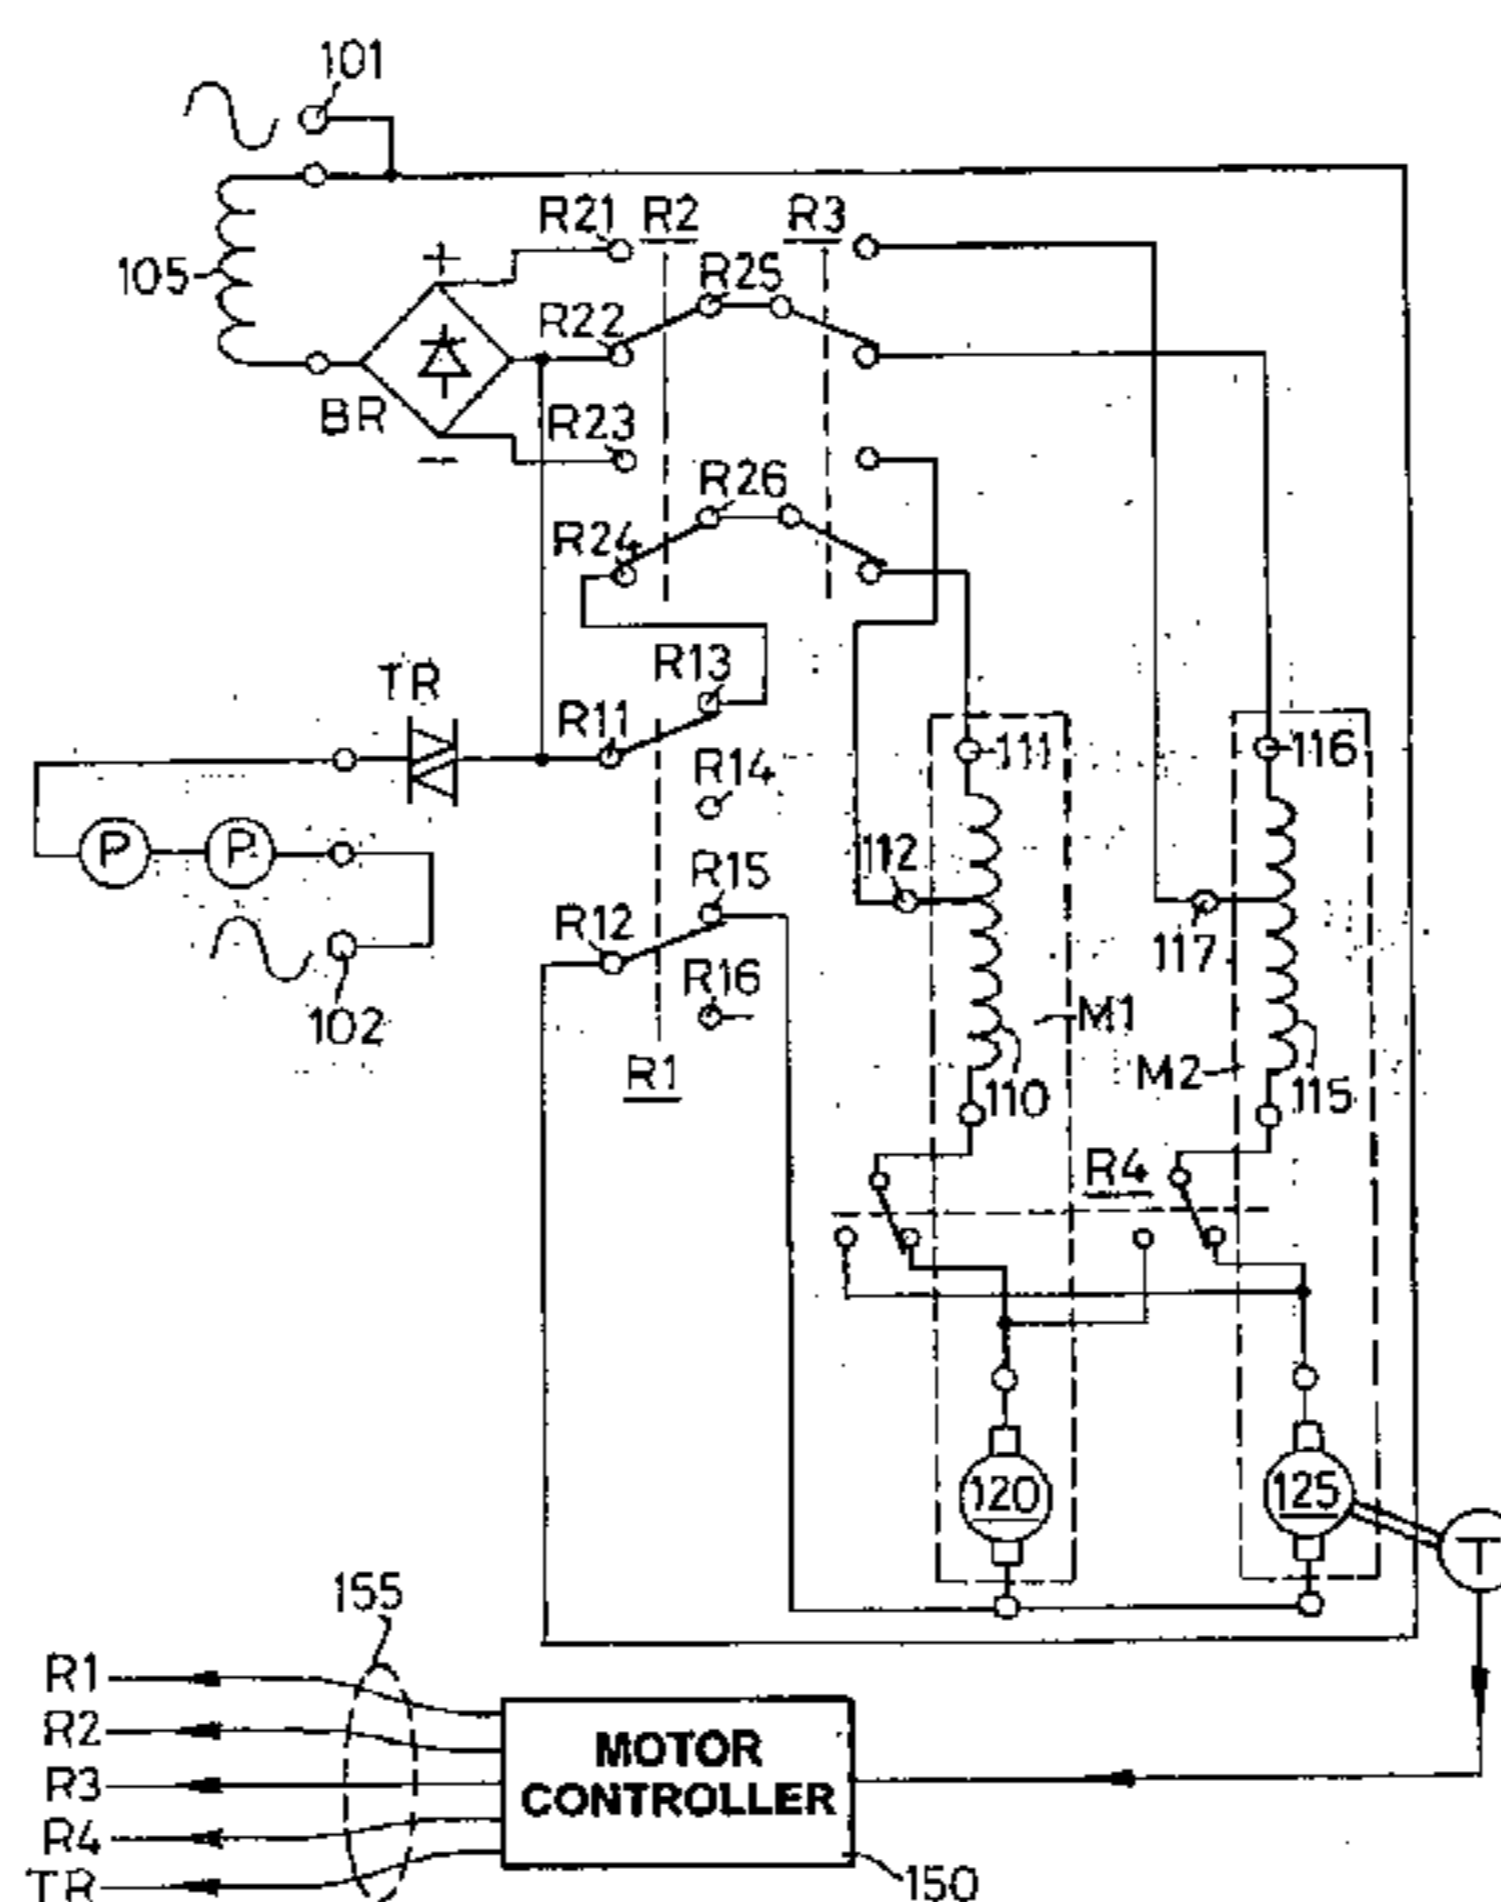 101
R21 R2 R3
+
105
R25
R22
BR
R23
−
R26
R24
TR
R13
R11
111
116
R14
P P
112
R15
R12
117
R16
102
M1
R1
M2
110
115
R4
120
125
T
155
R1
R2
MOTOR
R3
CONTROLLER
R4
TR
150